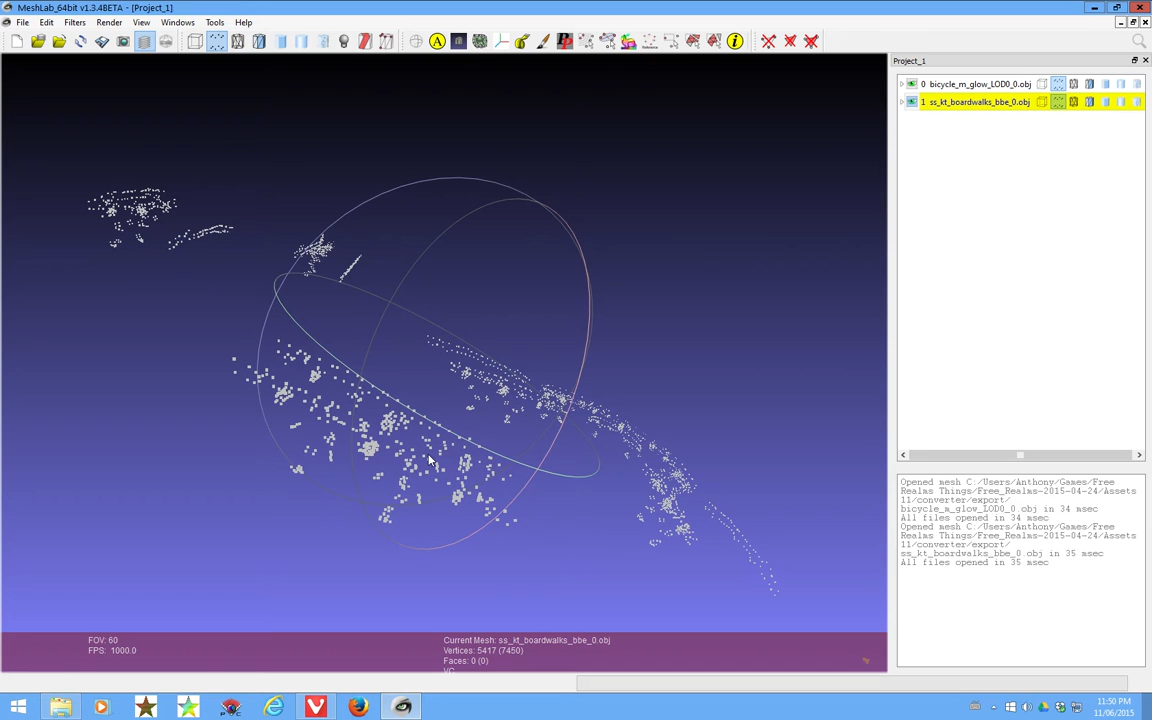 MeshLab_64bit v1.3.4BETA - [Project_1]
File Edit Filters Render View Windows Tools Help
Project_1
0 bicycle_m_glow_LOD0_0.obj
1 ss_kt_boardwalks_bbe_0.obj
Opened mesh C:/Users/Anthony/Games/Free
Realms Things/Free_Realms-2015-04-24/Assets
11/converter/export/
bicycle_m_glow_LOD0_0.obj in 34 msec
All files opened in 34 msec
Opened mesh C:/Users/Anthony/Games/Free
Realms Things/Free_Realms-2015-04-24/Assets
11/converter/export/
ss_kt_boardwalks_bbe_0.obj in 35 msec
All files opened in 35 msec
FOV: 60
FPS: 1000.0
Current Mesh: ss_kt_boardwalks_bbe_0.obj
Vertices: 5417 (7450)
Faces: 0 (0)
VC
11:50 PM
11/06/2015